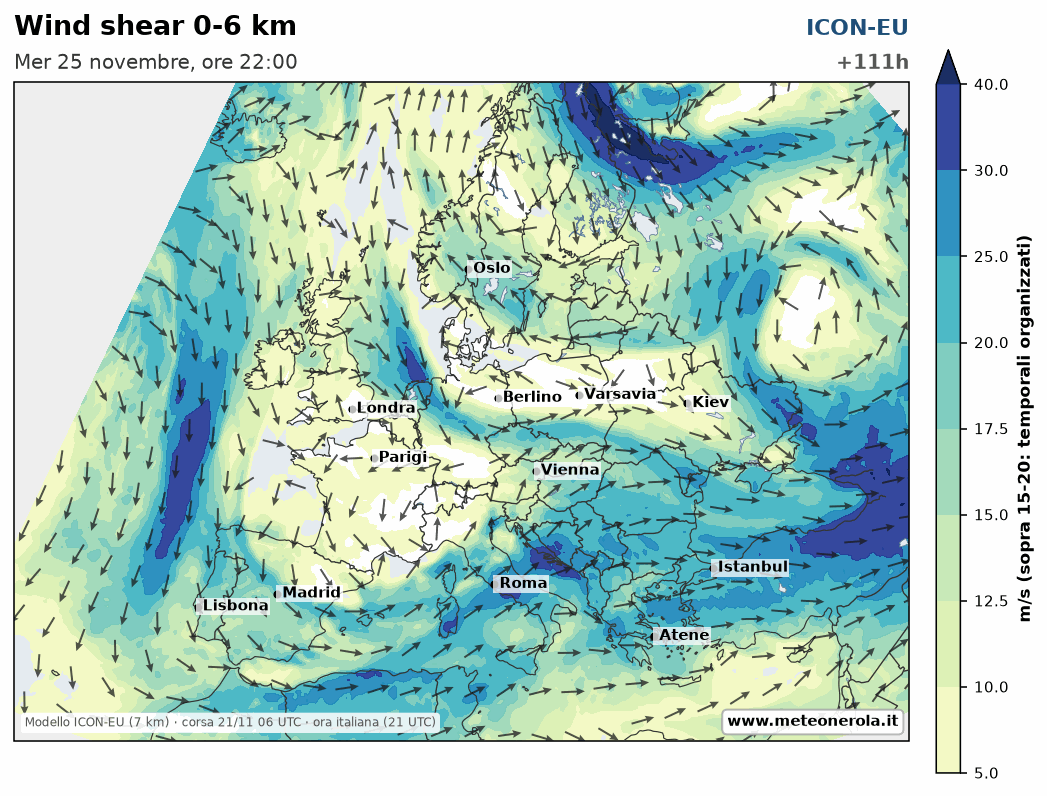 Wind shear 0-6 km
ICON-EU
Mer 25 novembre, ore 22:00
+111h
40.0
30.0
25.0
20.0
17.5
15.0
12.5
10.0
5.0
m/s (sopra 15-20: temporali organizzati)
Oslo
Berlino
Varsavia
Kiev
Londra
Parigi
Vienna
Istanbul
Roma
Madrid
Lisbona
Atene
Modello ICON-EU (7 km) · corsa 21/11 06 UTC · ora italiana (21 UTC)
www.meteonerola.it